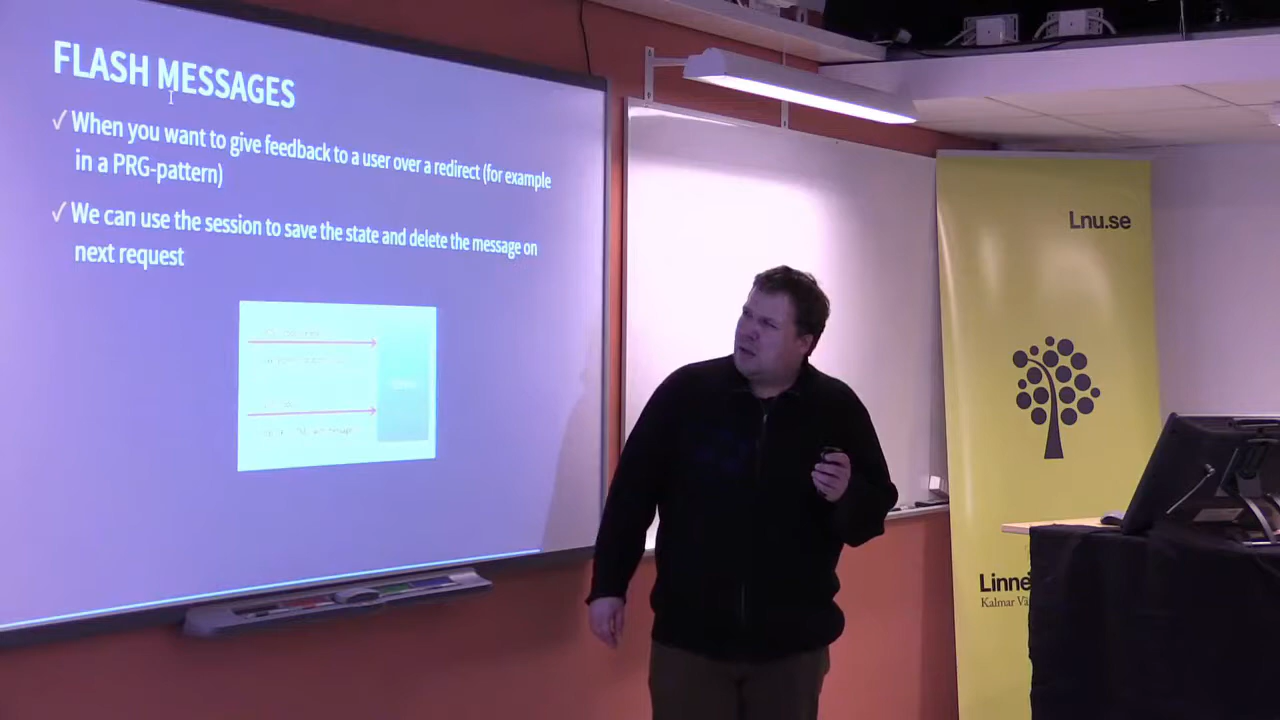 FLASH MESSAGES
✓ When you want to give feedback to a user over a redirect (for example
in a PRG-pattern)
✓ We can use the session to save the state and delete the message on
next request
Lnu.se
Linne
Kalmar Vä